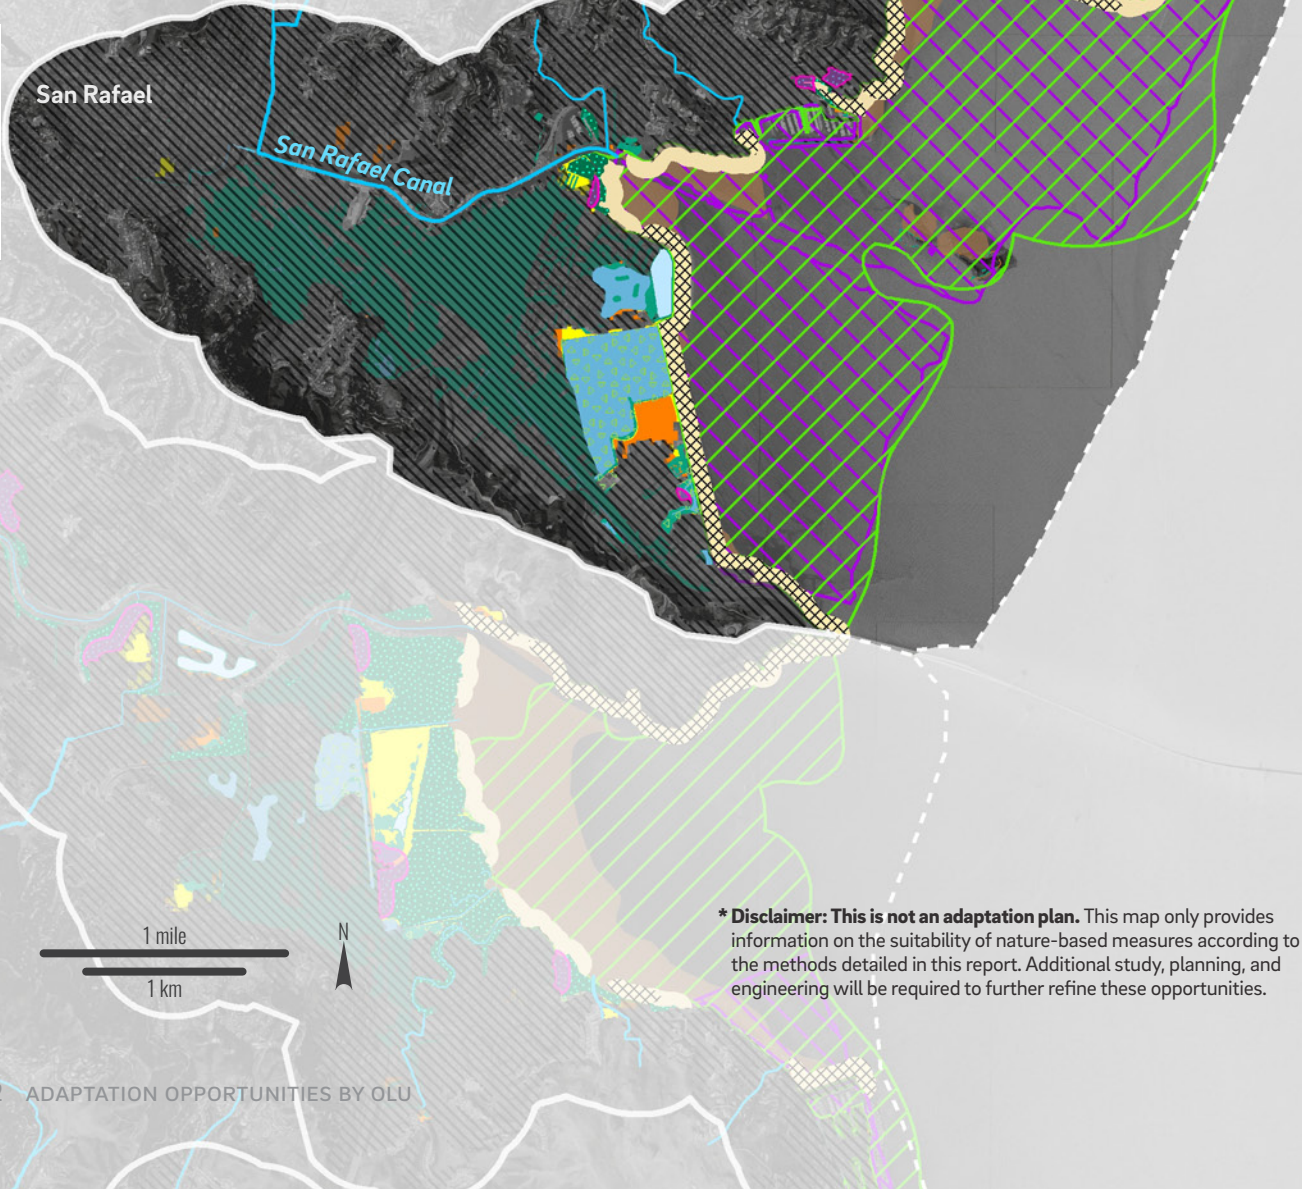 San Rafael
San Rafael Canal
* Disclaimer: This is not an adaptation plan. This map only provides
information on the suitability of nature-based measures according to
the methods detailed in this report. Additional study, planning, and
engineering will be required to further refine these opportunities.
1 mile
1 km
N
ADAPTATION OPPORTUNITIES BY OLU